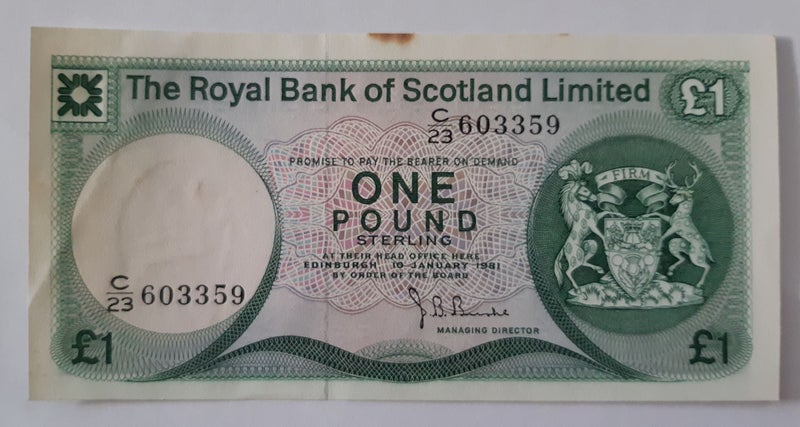 The Royal Bank of Scotland Limited
£1
C/23 603359
PROMISE TO PAY THE BEARER ON DEMAND
ONE
POUND
STERLING
AT THEIR HEAD OFFICE HERE
EDINBURGH, 10 JANUARY 1981
BY ORDER OF THE BOARD
FIRM
C/23 603359
MANAGING DIRECTOR
£1
£1